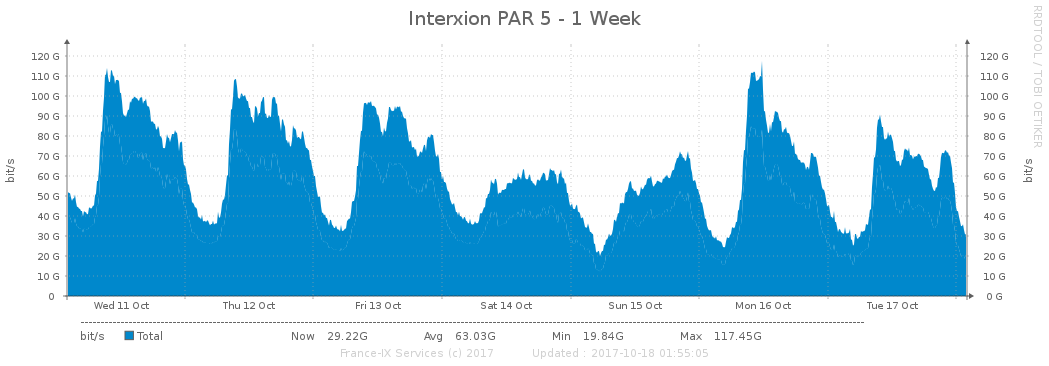 Interxion PAR 5 - 1 Week
RRDTOOL / TOBI OETIKER
bit/s
120 G
110 G
100 G
90 G
80 G
70 G
60 G
50 G
40 G
30 G
20 G
10 G
0
120 G
110 G
100 G
90 G
80 G
70 G
60 G
50 G
40 G
30 G
20 G
10 G
0 G
bit/s
Wed 11 Oct Thu 12 Oct Fri 13 Oct Sat 14 Oct Sun 15 Oct Mon 16 Oct Tue 17 Oct
bit/s Total Now 29.22G Avg 63.03G Min 19.84G Max 117.45G
France-IX Services (c) 2017 Updated : 2017-10-18 01:55:05